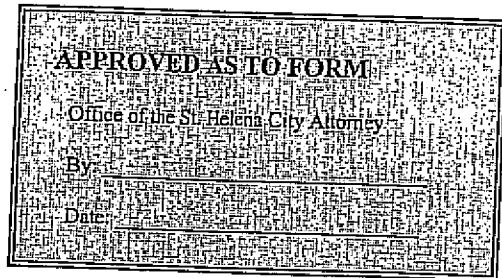 APPROVED AS TO FORM
Office of the St. Helena City Attorney
By:
Date: